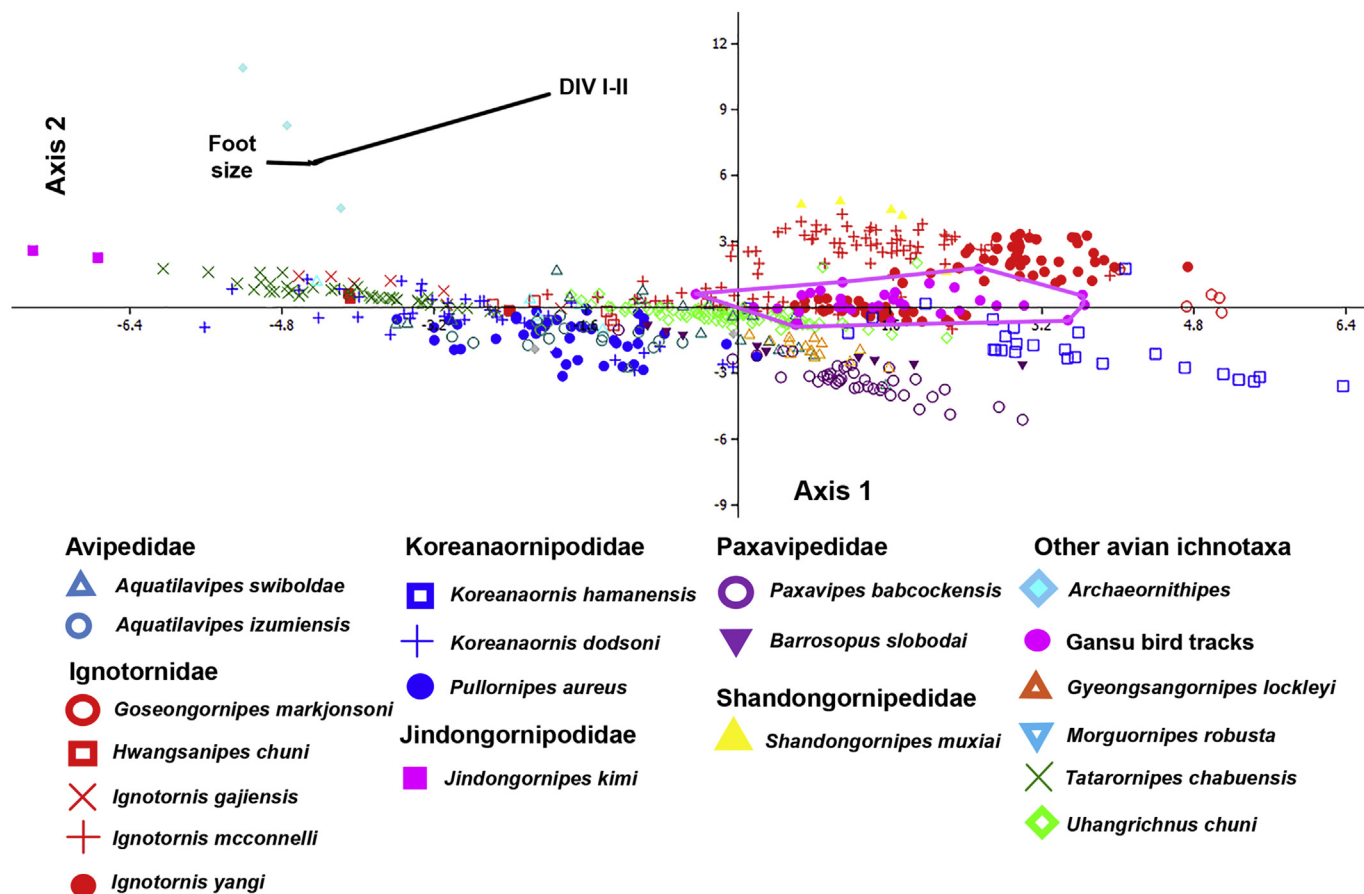 12
9
6
3
-3
-6
-9
-6.4
-4.8
-3.2
-1.6
1.6
3.2
4.8
6.4
Axis 2
DIV I-II
Foot
size
Axis 1
Avipedidae
Aquatilavipes swiboldae
Aquatilavipes izumiensis
Ignotornidae
Goseongornipes markjonsoni
Hwangsanipes chuni
Ignotornis gajiensis
Ignotornis mcconnelli
Ignotornis yangi
Koreanaornipodidae
Koreanaornis hamanensis
Koreanaornis dodsoni
Pullornipes aureus
Jindongornipodidae
Jindongornipes kimi
Paxavipedidae
Paxavipes babcockensis
Barrosopus slobodai
Shandongornipedidae
Shandongornipes muxiai
Other avian ichnotaxa
Archaeornithipes
Gansu bird tracks
Gyeongsangornipes lockleyi
Morguornipes robusta
Tatarornipes chabuensis
Uhangrichnus chuni